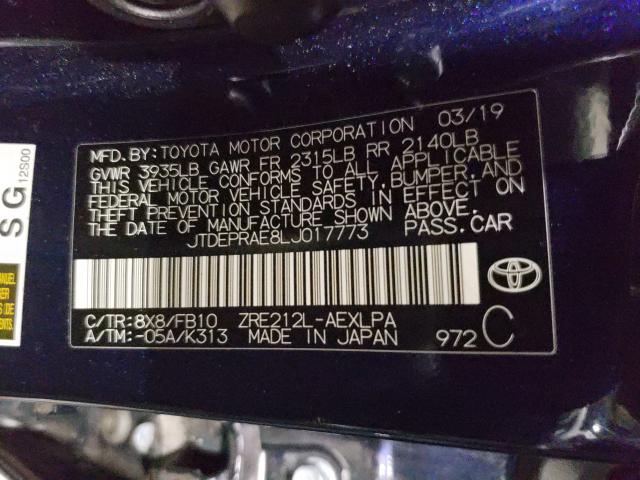 MFD. BY: TOYOTA MOTOR CORPORATION 03/19
GVWR 3935LB GAWR FR 2315LB RR 2140LB
THIS VEHICLE CONFORMS TO ALL APPLICABLE
FEDERAL MOTOR VEHICLE SAFETY, BUMPER, AND
THEFT PREVENTION STANDARDS IN EFFECT ON
THE DATE OF MANUFACTURE SHOWN ABOVE.
JTDEPRAE8LJ017773 PASS. CAR
C/TR: 8X8/FB10 ZRE212L-AEXLPA
A/TM: -05A/K313 MADE IN JAPAN 972 C
SG
12S00